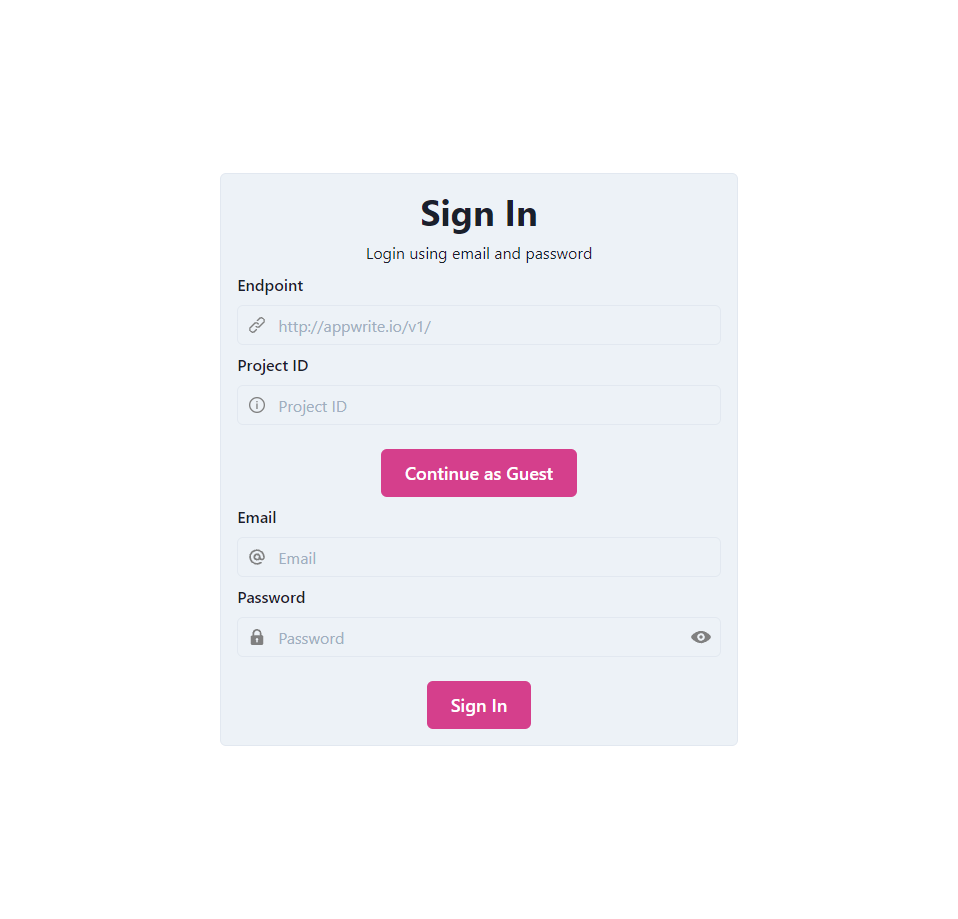 Sign In
Login using email and password
Endpoint
http://appwrite.io/v1/
Project ID
Project ID
Continue as Guest
Email
Email
Password
Password
Sign In